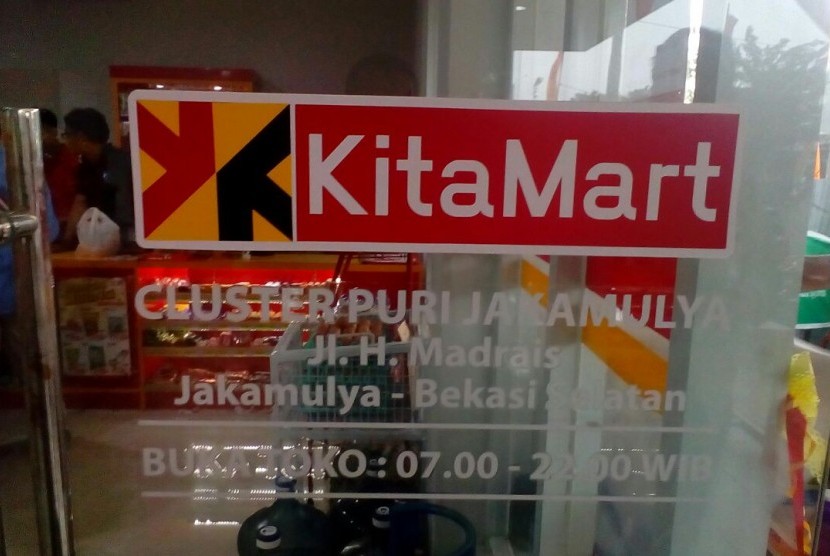 KitaMart
CLUSTER PURI JAKAMULYA
Jl. H. Madrais
Jakamulya - Bekasi Selatan
BUKA TOKO : 07.00 - 22.00 WIB